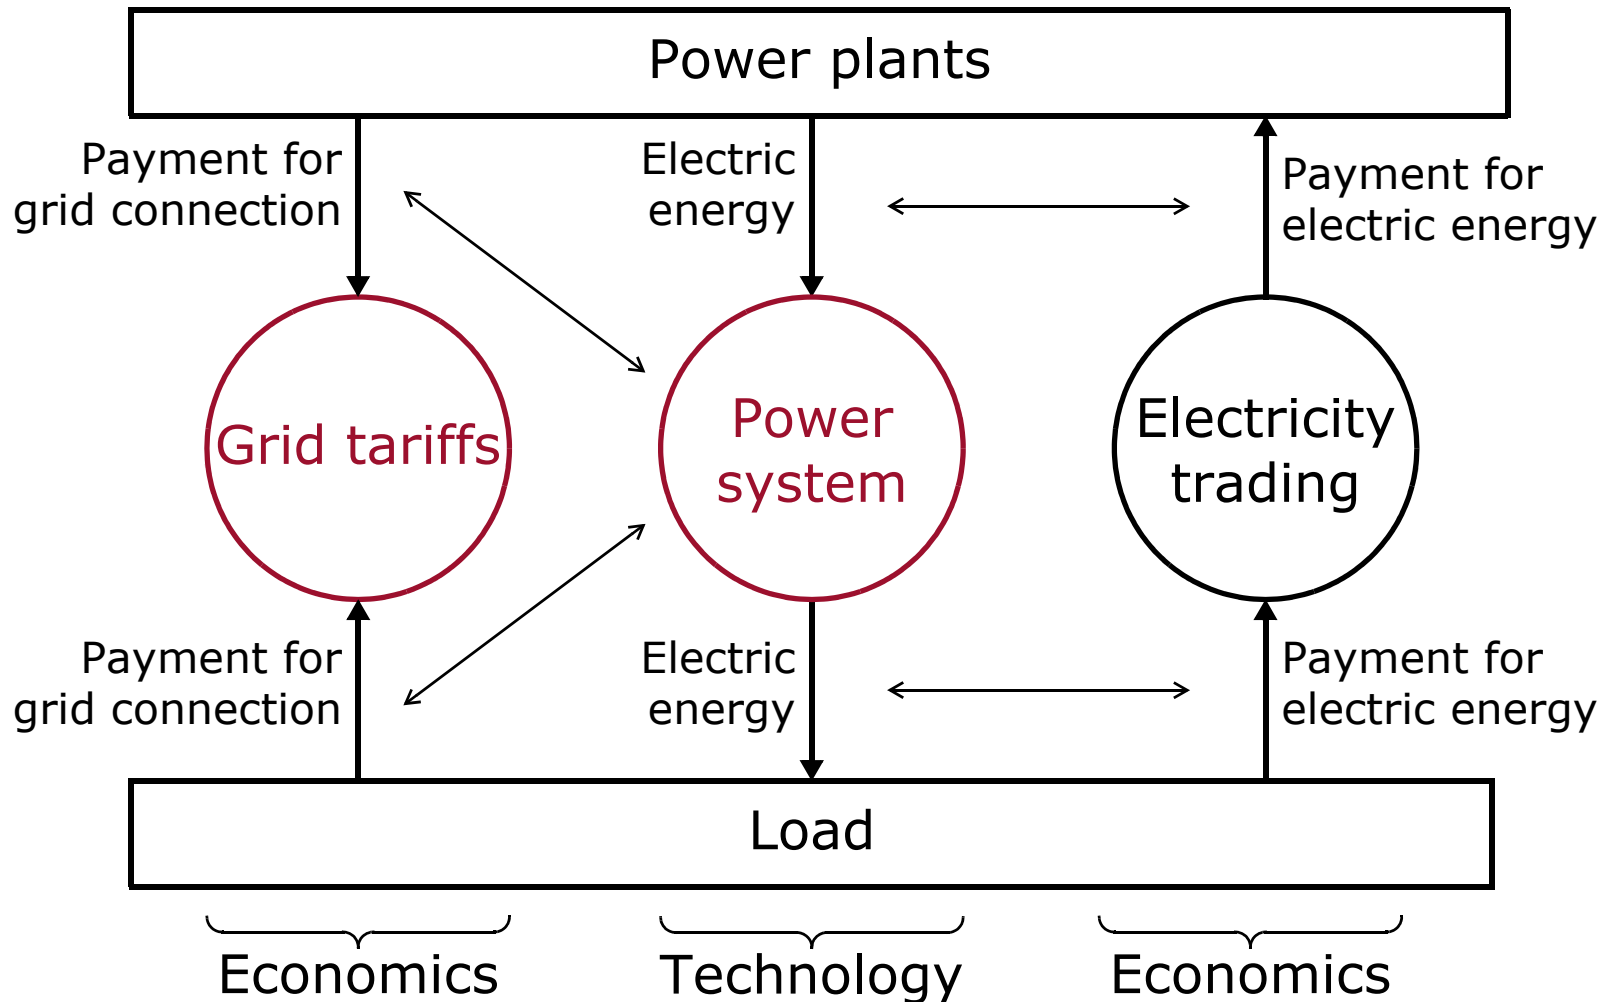 Power plants
Payment for
grid connection
Electric
energy
Payment for
electric energy
Grid tariffs
Power
system
Electricity
trading
Payment for
grid connection
Electric
energy
Payment for
electric energy
Load
Economics
Technology
Economics